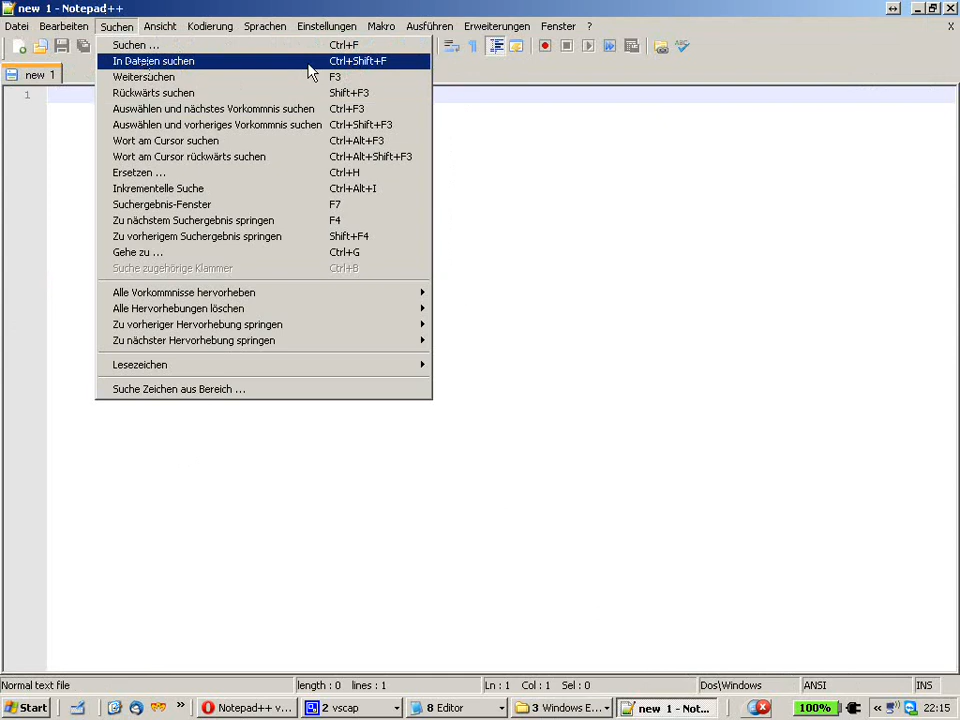 new 1 - Notepad++
Datei Bearbeiten Suchen Ansicht Kodierung Sprachen Einstellungen Makro Ausführen Erweiterungen Fenster ? X
new 1
1
Suchen ... Ctrl+F
In Dateien suchen Ctrl+Shift+F
Weitersuchen F3
Rückwärts suchen Shift+F3
Auswählen und nächstes Vorkommnis suchen Ctrl+F3
Auswählen und vorheriges Vorkommnis suchen Ctrl+Shift+F3
Wort am Cursor suchen Ctrl+Alt+F3
Wort am Cursor rückwärts suchen Ctrl+Alt+Shift+F3
Ersetzen ... Ctrl+H
Inkrementelle Suche Ctrl+Alt+I
Suchergebnis-Fenster F7
Zu nächstem Suchergebnis springen F4
Zu vorherigem Suchergebnis springen Shift+F4
Gehe zu ... Ctrl+G
Suche zugehörige Klammer Ctrl+B
Alle Vorkommnisse hervorheben
Alle Hervorhebungen löschen
Zu vorheriger Hervorhebung springen
Zu nächster Hervorhebung springen
Lesezeichen
Suche Zeichen aus Bereich ...
Normal text file length : 0 lines : 1 Ln : 1 Col : 1 Sel : 0 Dos\Windows ANSI INS
Start » Notepad++ v... 2 vscap 8 Editor 3 Windows E... new 1 - Not... 100% « 22:15